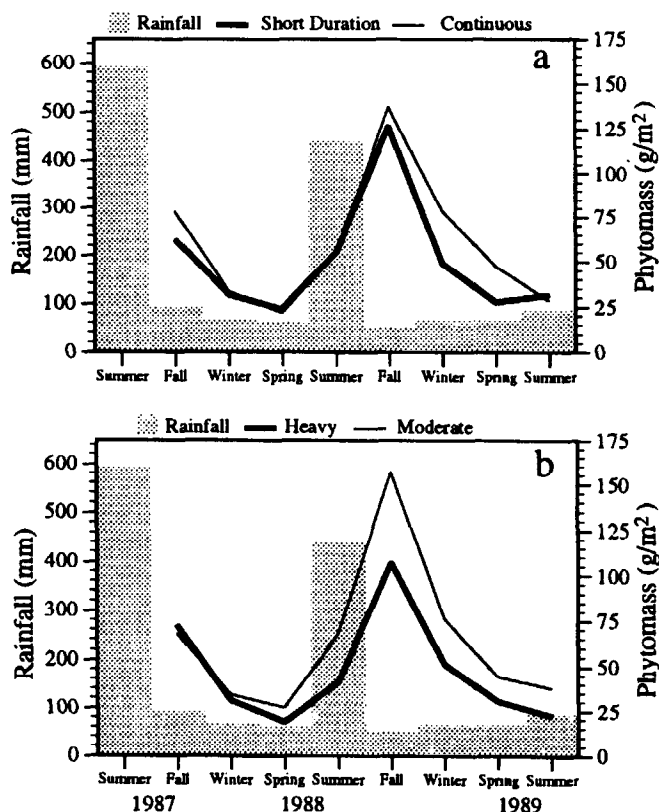 Rainfall Short Duration Continuous
a
Rainfall (mm)
600
500
400
300
200
100
0
Phytomass (g/m²)
175
150
125
100
75
50
25
0
Summer Fall Winter Spring Summer Fall Winter Spring Summer
Rainfall Heavy Moderate
b
Rainfall (mm)
600
500
400
300
200
100
0
Phytomass (g/m²)
175
150
125
100
75
50
25
0
Summer Fall Winter Spring Summer Fall Winter Spring Summer
1987 1988 1989